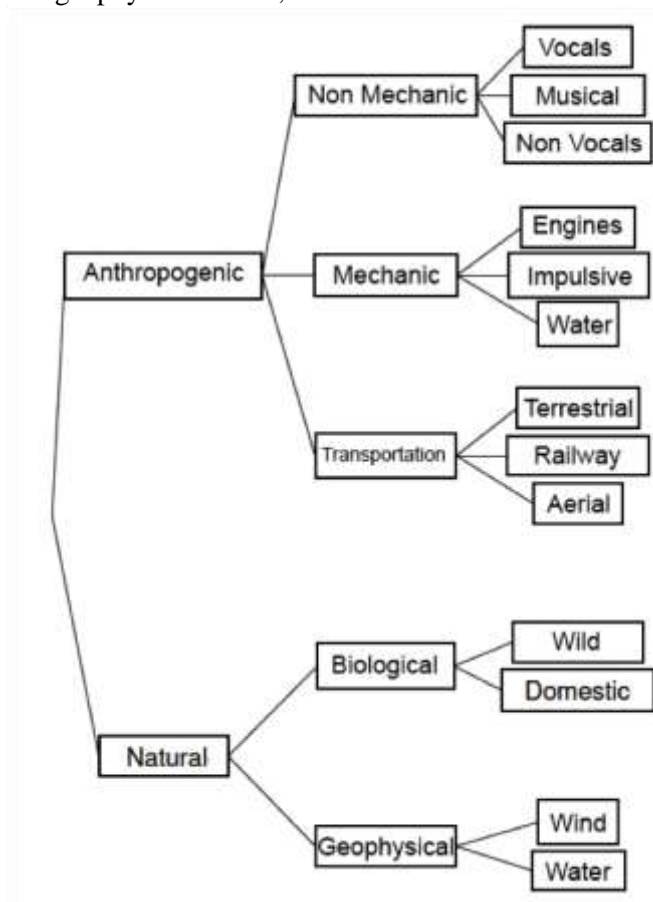 Vocals
Non Mechanic
Musical
Non Vocals
Engines
Anthropogenic
Mechanic
Impulsive
Water
Terrestrial
Transportation
Railway
Aerial
Wild
Biological
Domestic
Natural
Wind
Geophysical
Water